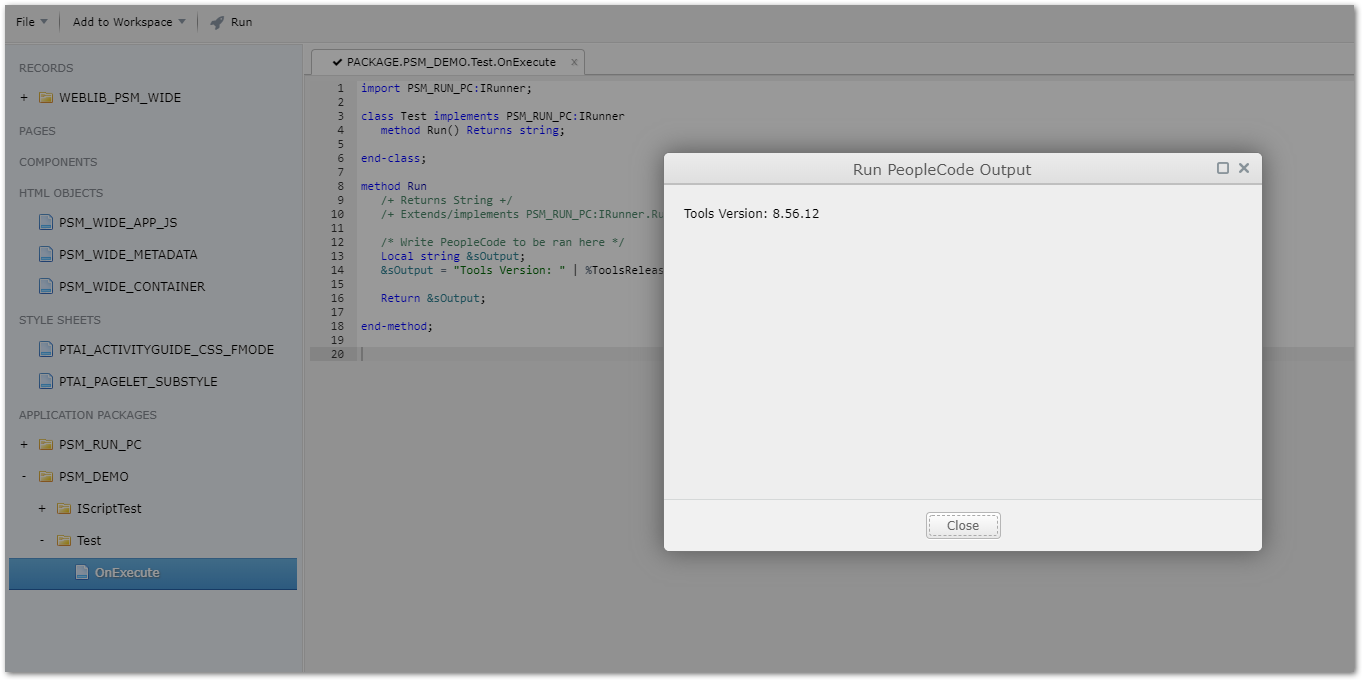 File Add to Workspace Run
RECORDS
+ WEBLIB_PSM_WIDE
PAGES
COMPONENTS
HTML OBJECTS
PSM_WIDE_APP_JS
PSM_WIDE_METADATA
PSM_WIDE_CONTAINER
STYLE SHEETS
PTAI_ACTIVITYGUIDE_CSS_FMODE
PTAI_PAGELET_SUBSTYLE
APPLICATION PACKAGES
+ PSM_RUN_PC
- PSM_DEMO
+ IScriptTest
- Test
OnExecute
✔ PACKAGE.PSM_DEMO.Test.OnExecute x
1 import PSM_RUN_PC:IRunner;
2
3 class Test implements PSM_RUN_PC:IRunner
4 method Run() Returns string;
5
6 end-class;
7
8 method Run
9 /+ Returns String +/
10 /+ Extends/implements PSM_RUN_PC:IRunner.Ru
11
12 /* Write PeopleCode to be ran here */
13 Local string &sOutput;
14 &sOutput = "Tools Version: " | %ToolsReleas
15
16 Return &sOutput;
17
18 end-method;
19
20
Run PeopleCode Output
Tools Version: 8.56.12
Close